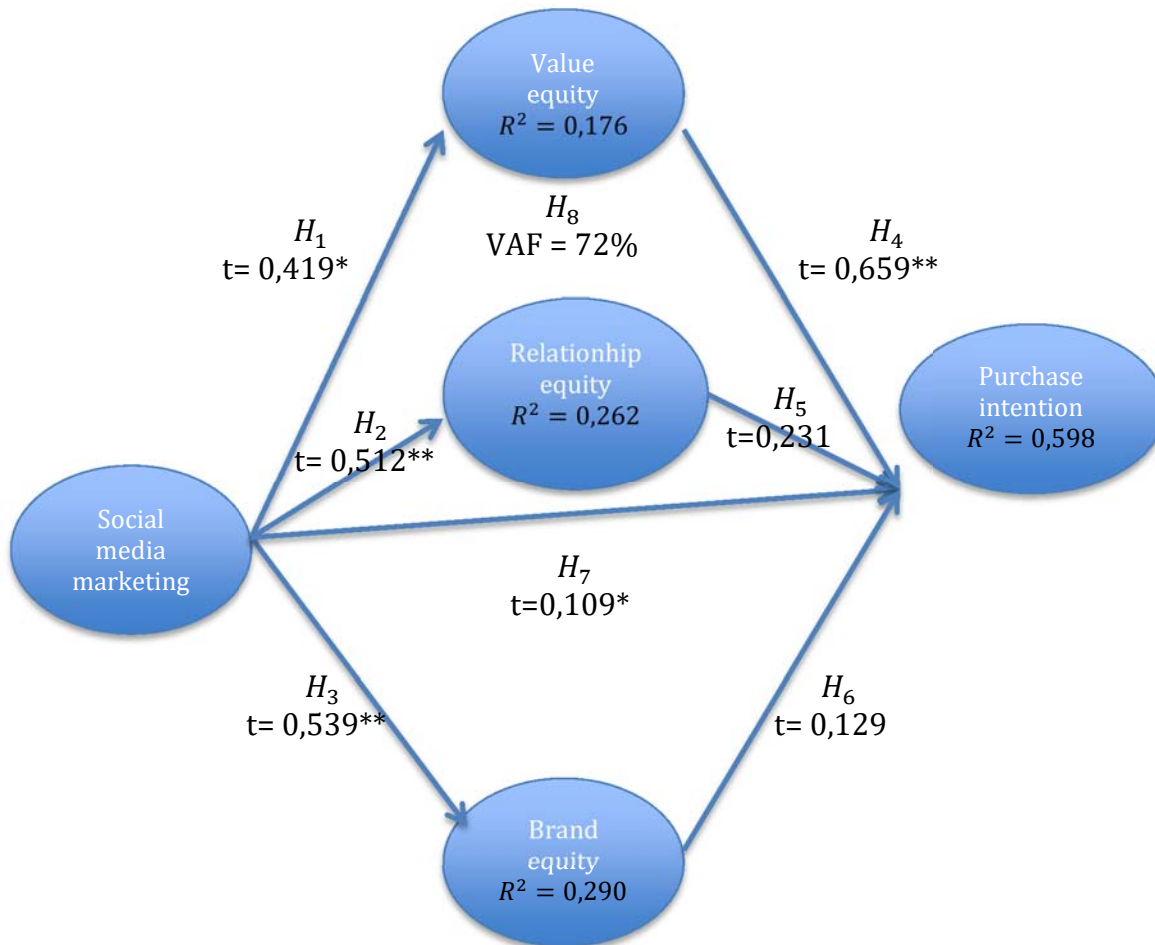 Value
equity
R² = 0,176
H₈
VAF = 72%
H₁
t= 0,419*
H₄
t= 0,659**
Relationship
equity
R² = 0,262
Purchase
intention
R² = 0,598
H₅
t=0,231
H₂
t= 0,512**
Social
media
marketing
H₇
t=0,109*
H₃
t= 0,539**
H₆
t= 0,129
Brand
equity
R² = 0,290